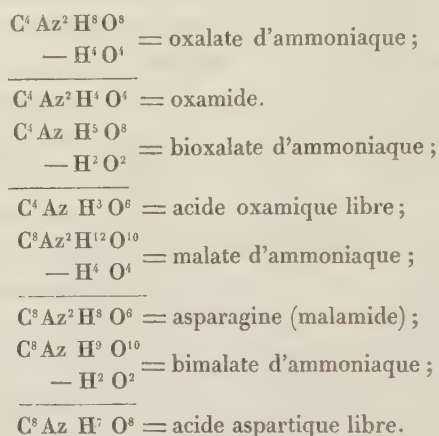 C⁴ Az² H⁸ O⁸
— H⁴ O⁴ = oxalate d'ammoniaque ;
C⁴ Az² H⁴ O⁴ = oxamide.
C⁴ Az H⁵ O⁸
— H² O² = bioxalate d'ammoniaque ;
C⁴ Az H³ O⁶ = acide oxamique libre ;
C⁸ Az² H¹² O¹⁰
— H⁴ O⁴ = malate d'ammoniaque ;
C⁸ Az² H⁸ O⁶ = asparagine (malamide) ;
C⁸ Az H⁹ O¹⁰
— H² O² = bimalate d'ammoniaque ;
C⁸ Az H⁷ O⁸ = acide aspartique libre.